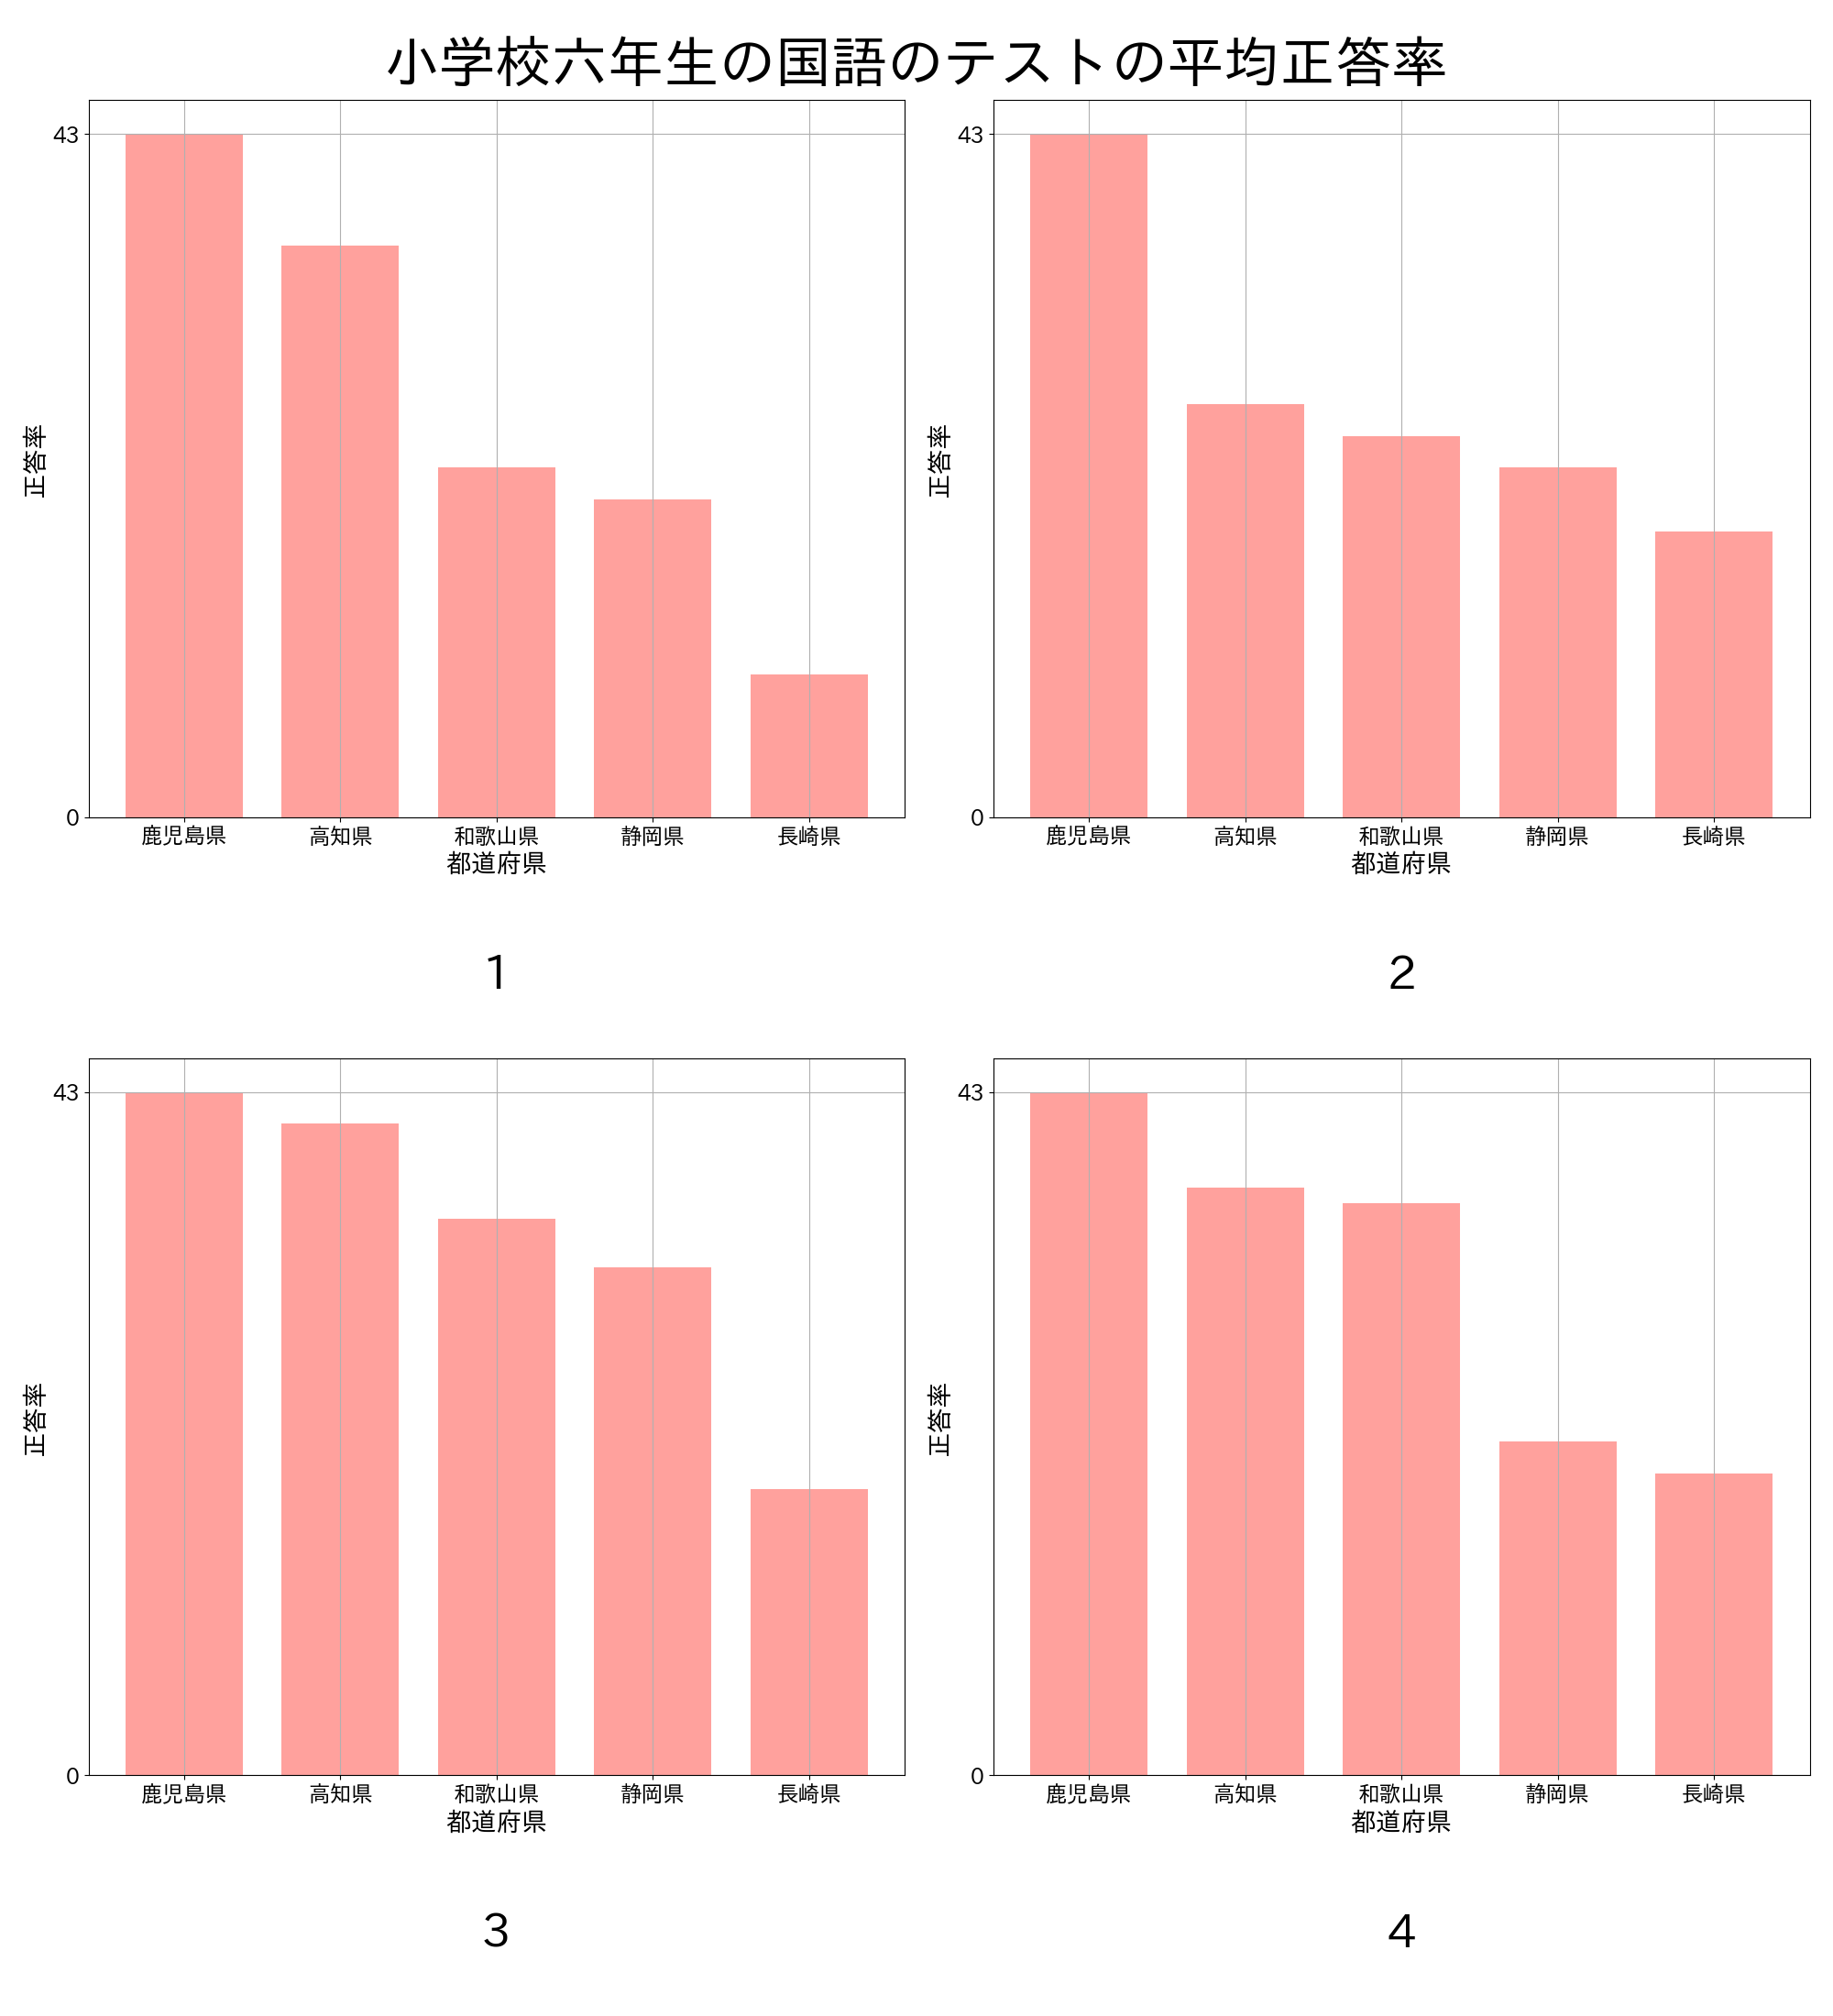 小学校六年生の国語のテストの平均正答率
43
正答率
0
鹿児島県 高知県 和歌山県 静岡県 長崎県
都道府県
1
43
正答率
0
鹿児島県 高知県 和歌山県 静岡県 長崎県
都道府県
2
43
正答率
0
鹿児島県 高知県 和歌山県 静岡県 長崎県
都道府県
3
43
正答率
0
鹿児島県 高知県 和歌山県 静岡県 長崎県
都道府県
4